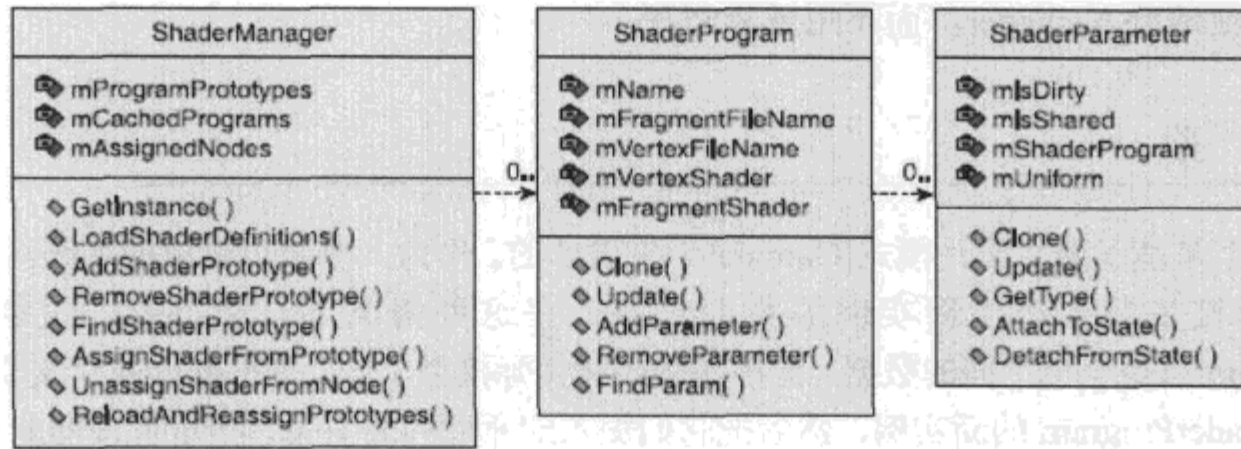 ShaderManager
mProgramPrototypes
mCachedPrograms
mAssignedNodes
GetInstance( )
LoadShaderDefinitions( )
AddShaderPrototype( )
RemoveShaderPrototype( )
FindShaderPrototype( )
AssignShaderFromPrototype( )
UnassignShaderFromNode( )
ReloadAndReassignPrototypes( )
0..
ShaderProgram
mName
mFragmentFileName
mVertexFileName
mVertexShader
mFragmentShader
Clone( )
Update( )
AddParameter( )
RemoveParameter( )
FindParam( )
0..
ShaderParameter
mIsDirty
mIsShared
mShaderProgram
mUniform
Clone( )
Update( )
GetType( )
AttachToState( )
DetachFromState( )